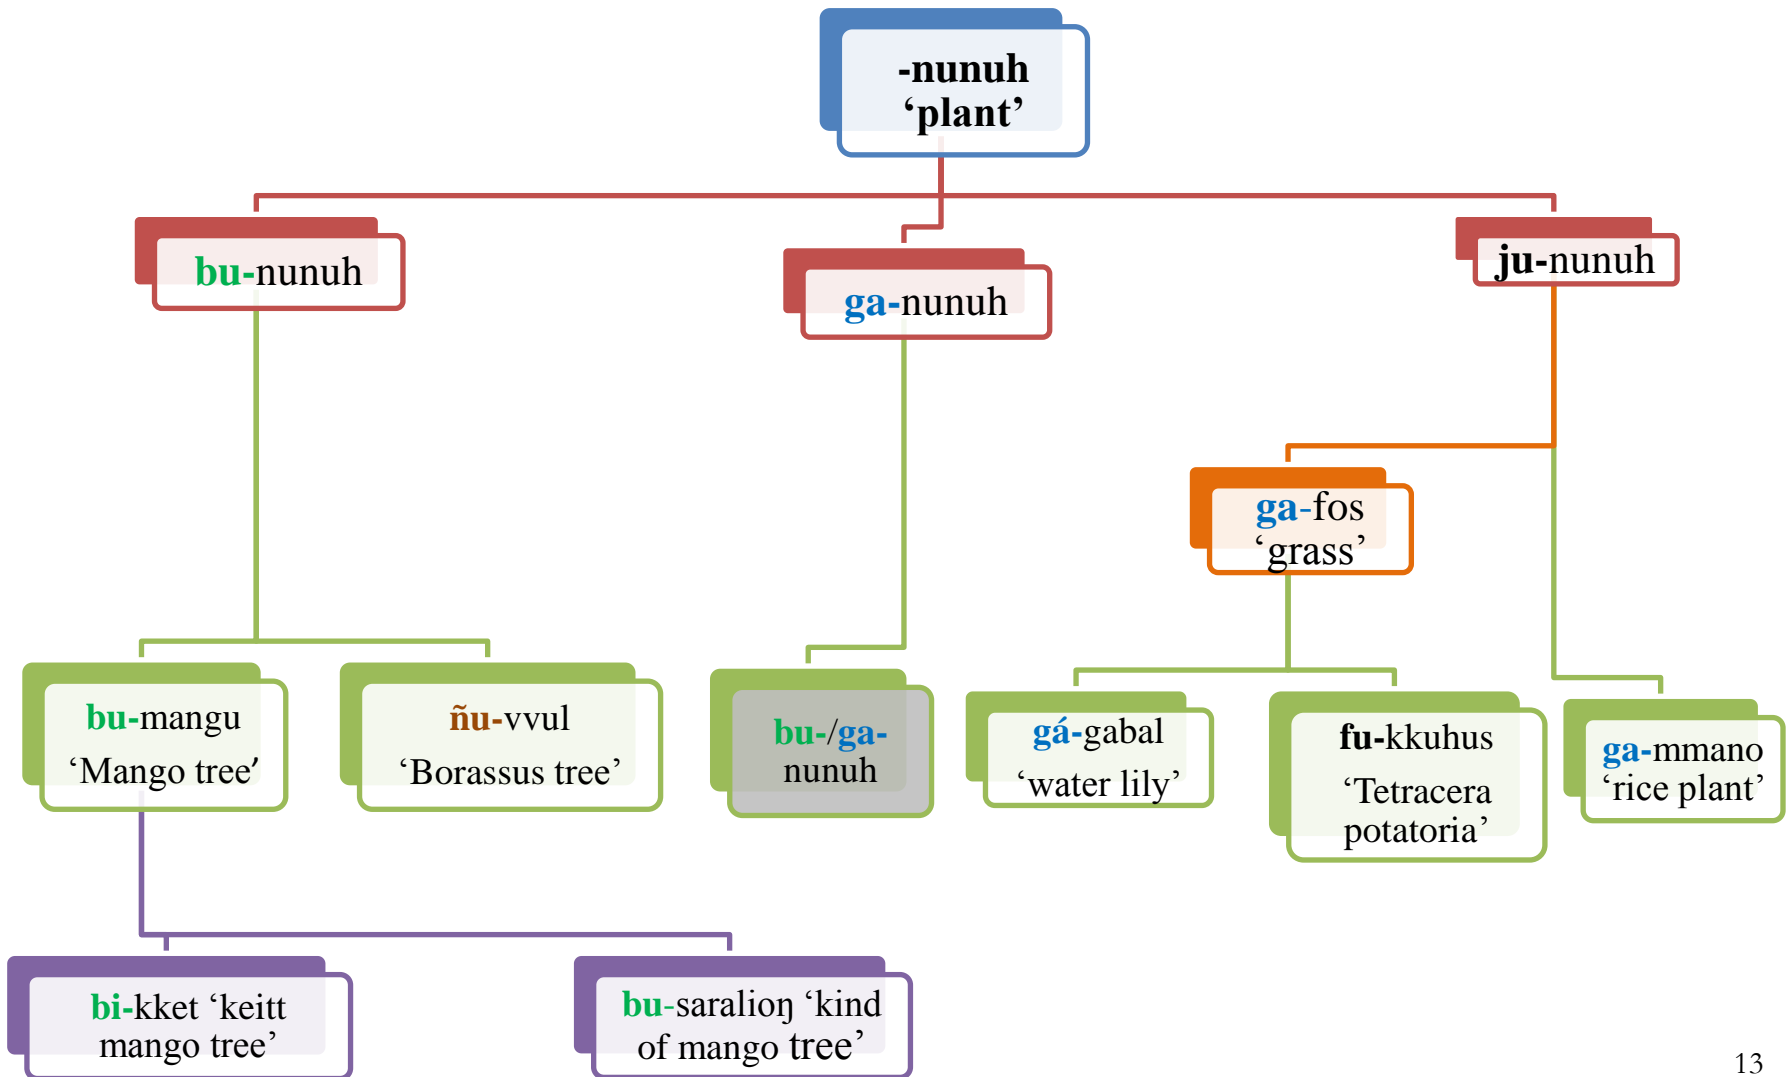 -nunuh
‘plant’
bu-nunuh
ga-nunuh
ju-nunuh
ga-fos
‘grass’
bu-mangu
‘Mango tree’
ñu-vvul
‘Borassus tree’
bu-/ga-
nunuh
gá-gabal
‘water lily’
fu-kkuhus
‘Tetracera
potatoria’
ga-mmano
‘rice plant’
bi-kket ‘keitt
mango tree’
bu-saralioŋ ‘kind
of mango tree’
13